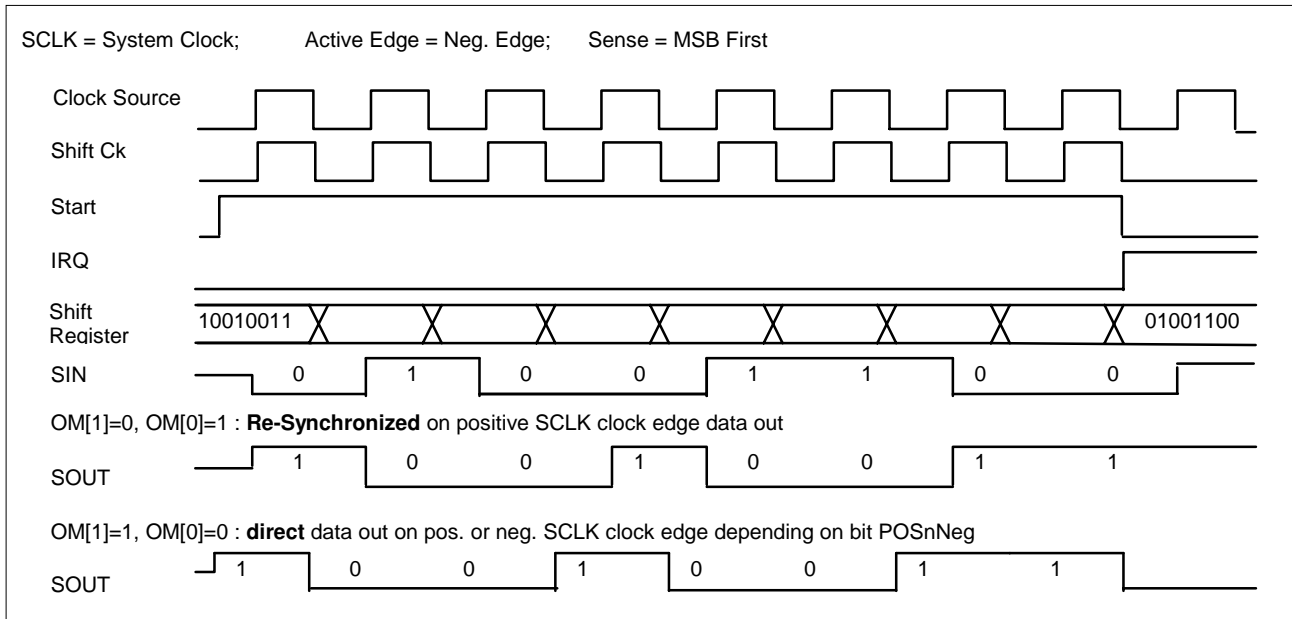 SCLK = System Clock; Active Edge = Neg. Edge; Sense = MSB First
Clock Source
Shift Ck
Start
IRQ
Shift
Register
10010011
01001100
SIN
0 1 0 0 1 1 0 0
OM[1]=0, OM[0]=1 : Re-Synchronized on positive SCLK clock edge data out
SOUT
1 0 0 1 0 0 1 1
OM[1]=1, OM[0]=0 : direct data out on pos. or neg. SCLK clock edge depending on bit POSnNeg
SOUT
1 0 0 1 0 0 1 1